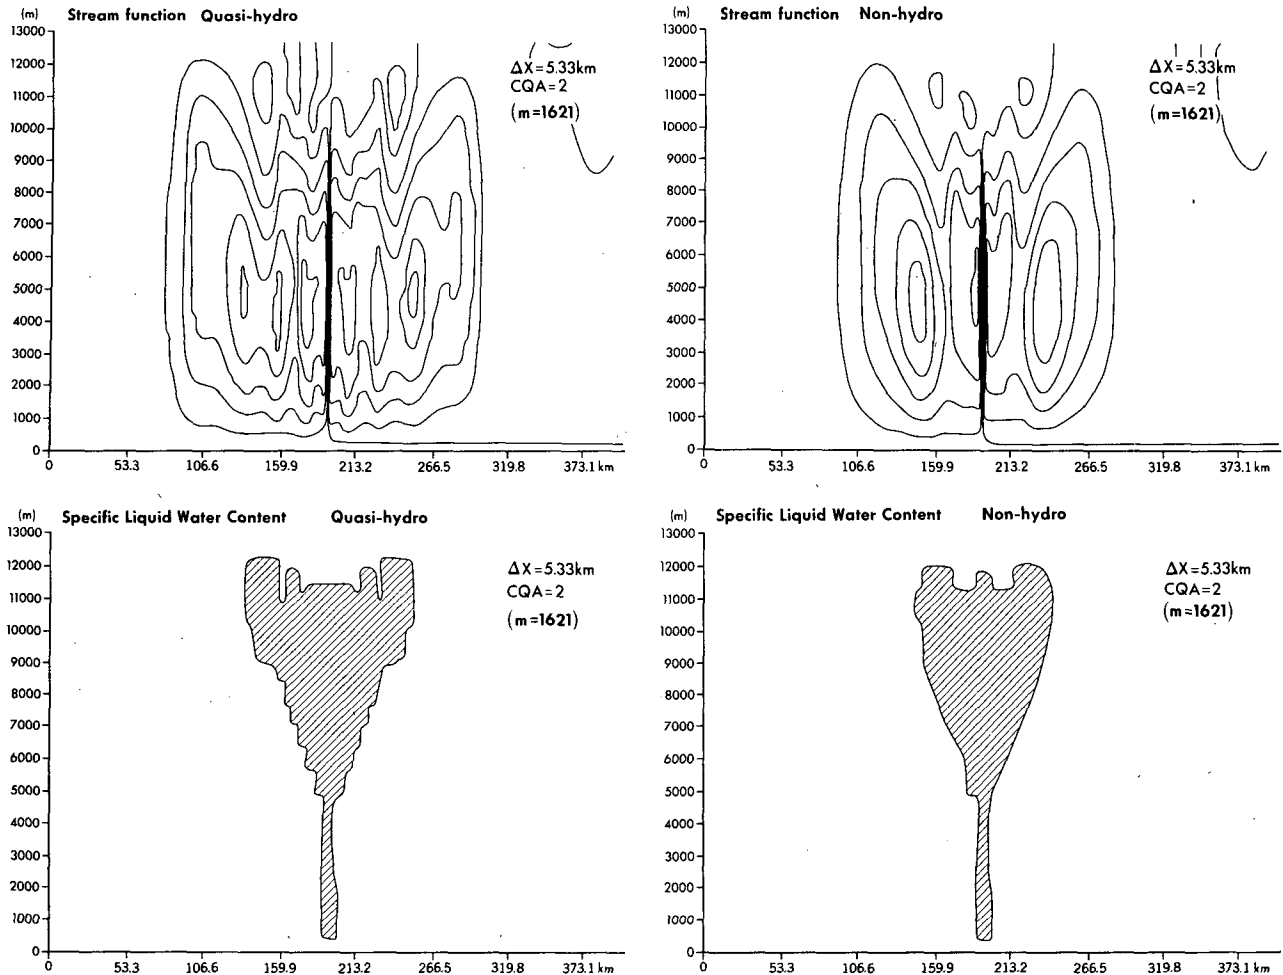 (m) Stream function Quasi-hydro
13000
12000
11000
10000
9000
8000
7000
6000
5000
4000
3000
2000
1000
0
0 53.3 106.6 159.9 213.2 266.5 319.8 373.1 km
ΔX=5.33km
CQA=2
(m=1621)
(m) Stream function Non-hydro
13000
12000
11000
10000
9000
8000
7000
6000
5000
4000
3000
2000
1000
0
0 53.3 106.6 159.9 213.2 266.5 319.8 373.1 km
ΔX=5.33km
CQA=2
(m=1621)
(m) Specific Liquid Water Content Quasi-hydro
13000
12000
11000
10000
9000
8000
7000
6000
5000
4000
3000
2000
1000
0
0 53.3 106.6 159.9 213.2 266.5 319.8 373.1 km
ΔX=5.33km
CQA=2
(m=1621)
(m) Specific Liquid Water Content Non-hydro
13000
12000
11000
10000
9000
8000
7000
6000
5000
4000
3000
2000
1000
0
0 53.3 106.6 159.9 213.2 266.5 319.8 373.1 km
ΔX=5.33km
CQA=2
(m=1621)